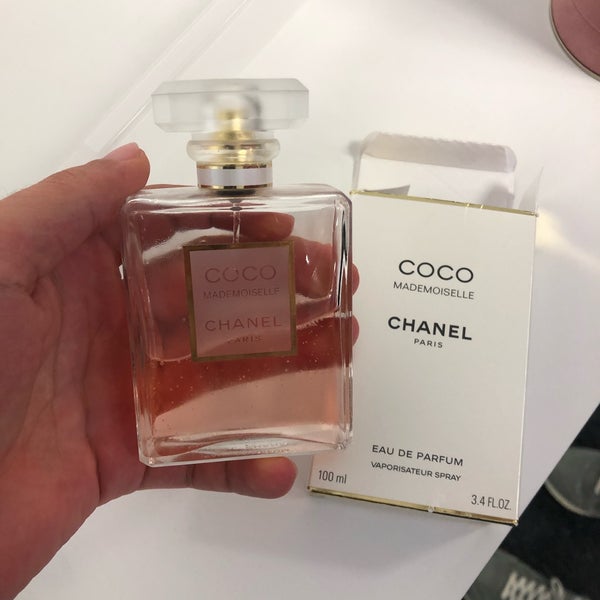 COCO
MADEMOISELLE
CHANEL
PARIS
COCO
MADEMOISELLE
CHANEL
PARIS
EAU DE PARFUM
VAPORISATEUR SPRAY
100 ml
3.4 FL.OZ.